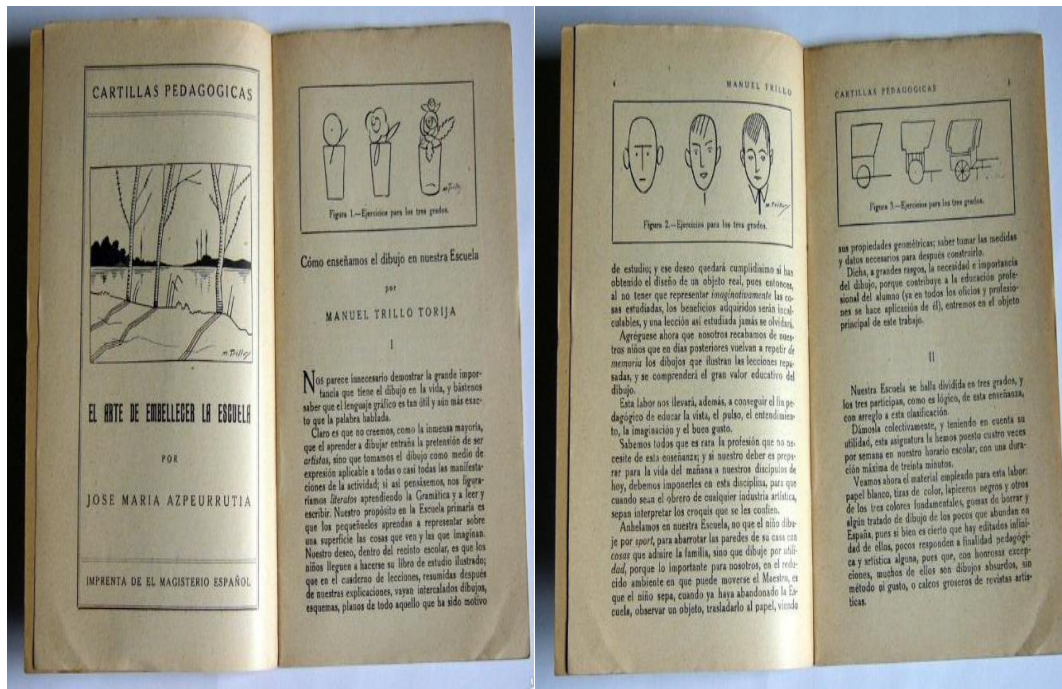 CARTILLAS PEDAGOGICAS
M. Trillo
EL ARTE DE EMBELLECER LA ESCUELA
POR
JOSE MARIA AZPEURRUTIA
IMPRENTA DE EL MAGISTERIO ESPAÑOL
M. Trillo
Figura 1.—Ejercicios para los tres grados.
Cómo enseñamos el dibujo en nuestra Escuela
por
MANUEL TRILLO TORIJA
I
Nos parece innecesario demostrar la grande impor-
tancia que tiene el dibujo en la vida, y bástenos
saber que el lenguaje gráfico es tan útil y aún más exac-
to que la palabra hablada.
Claro es que no creemos, como la inmensa mayoría,
que el aprender a dibujar entraña la pretensión de ser
artistas, sino que tomamos el dibujo como medio de
expresión aplicable a todas o casi todas las manifesta-
ciones de la actividad; si así pensásemos, nos figura-
ríamos literatos aprendiendo la Gramática y a leer y
escribir. Nuestro propósito en la Escuela primaria es
que los pequeñuelos aprendan a representar sobre
una superficie las cosas que ven y las que imaginan.
Nuestro deseo, dentro del recinto escolar, es que los
niños lleguen a hacerse su libro de estudio ilustrado;
que en el cuaderno de lecciones, resumidas después
de nuestras explicaciones, vayan intercalados dibujos,
esquemas, planos de todo aquello que ha sido motivo
4
MANUEL TRILLO
M. Trillo
Figura 2.—Ejercicios para los tres grados.
de estudio; y ese deseo quedará cumplidísimo si han
obtenido el diseño de un objeto real, pues entonces,
al no tener que representar imaginativamente las co-
sas estudiadas, los beneficios adquiridos serán incal-
culables, y una lección así estudiada jamás se olvidará.
Agréguese ahora que nosotros recabamos de nues-
tros niños que en días posteriores vuelvan a repetir de
memoria los dibujos que ilustran las lecciones repa-
sadas, y se comprenderá el gran valor educativo del
dibujo.
Esta labor nos llevará, además, a conseguir el fin pe-
dagógico de educar la vista, el pulso, el entendimien-
to, la imaginación y el buen gusto.
Sabemos todos que es rara la profesión que no ne-
cesite de esta enseñanza; y si nuestro deber es prepa-
rar para la vida del mañana a nuestros discípulos de
hoy, debemos imponerles en esta disciplina, para que
cuando sean el obrero de cualquier industria artística,
sepan interpretar los croquis que se les confíen.
Anhelamos en nuestra Escuela, no que el niño dibu-
je por sport, para abarrotar las paredes de su casa con
cosas que admire la familia, sino que dibuje por utili-
dad, porque lo importante para nosotros, en el redu-
cido ambiente en que puede moverse el Maestro, es
que el niño sepa, cuando ya haya abandonado la Es-
cuela, observar un objeto, trasladarlo al papel, viendo
CARTILLAS PEDAGOGICAS
5
Figura 3.—Ejercicios para los tres grados.
sus propiedades geométricas; saber tomar las medidas
y datos necesarios para después construirlo.
Dicha, a grandes rasgos, la necesidad e importancia
del dibujo, porque contribuye a la educación profe-
sional del alumno (ya en todos los oficios y profesio-
nes se hace aplicación de él), entremos en el objeto
principal de este trabajo.
II
Nuestra Escuela se halla dividida en tres grados, y
los tres participan, como es lógico, de esta enseñanza,
con arreglo a esta clasificación.
Dámosla colectivamente, y teniendo en cuenta su
utilidad, esta asignatura la hemos puesto cuatro veces
por semana en nuestro horario escolar, con una dura-
ción máxima de treinta minutos.
Veamos ahora el material empleado para esta labor:
papel blanco, tizas de color, lapiceros negros y otros
de los tres colores fundamentales, gomas de borrar y
algún tratado de dibujo de los pocos que abundan en
España, pues si bien es cierto que hay editados infini-
dad de ellos, pocos responden a finalidad pedagógi-
ca y artística alguna, pues que, con honrosas excep-
ciones, muchos de ellos son dibujos absurdos, sin
método ni gusto, o calcos groseros de revistas artís-
ticas.